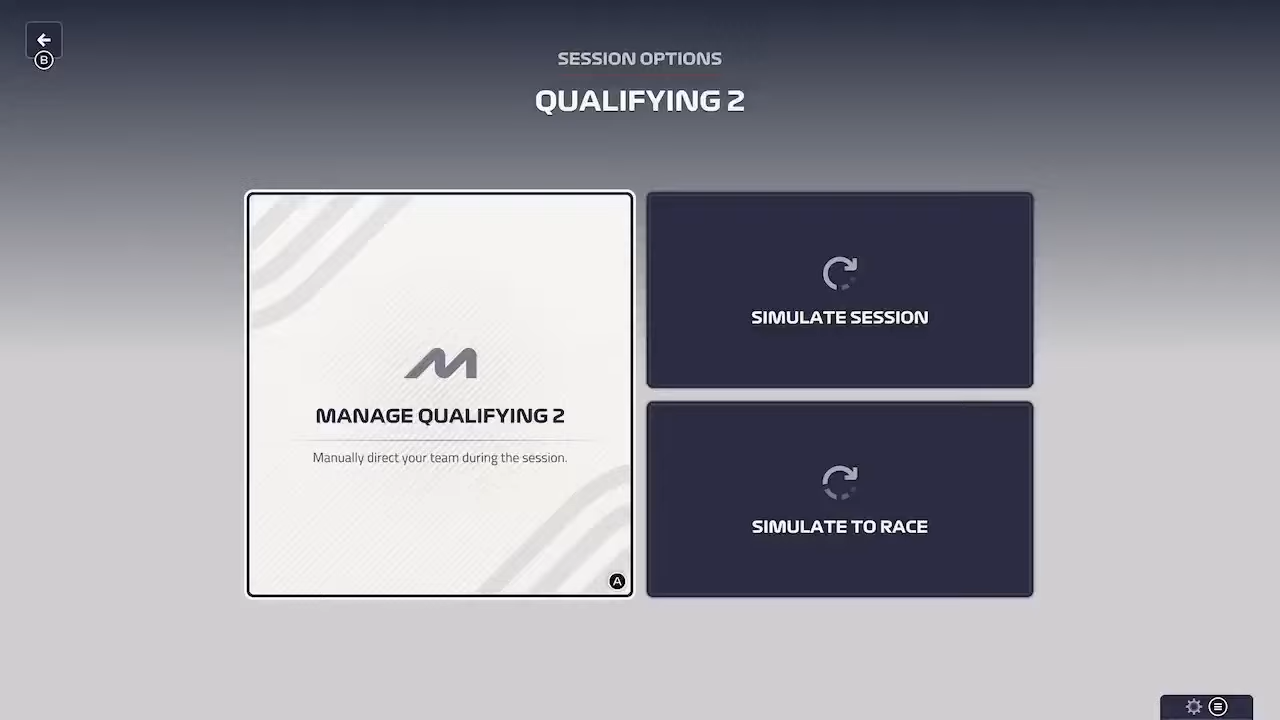 B
SESSION OPTIONS
QUALIFYING 2
MANAGE QUALIFYING 2
Manually direct your team during the session.
A
SIMULATE SESSION
SIMULATE TO RACE